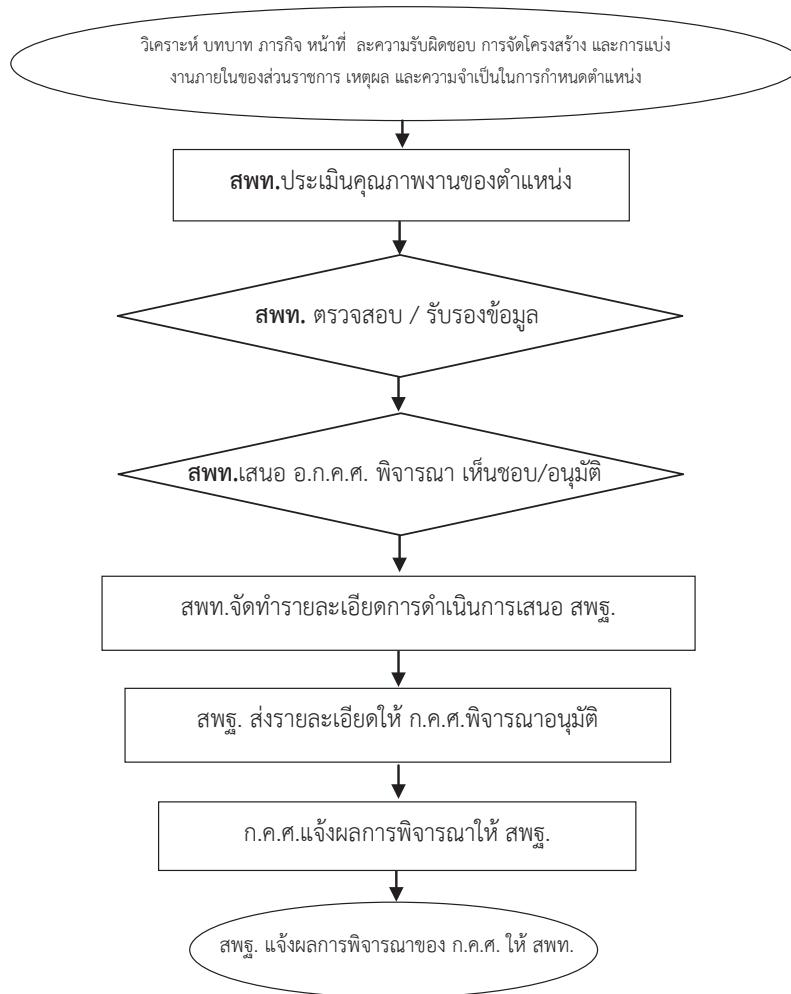 วิเคราะห์ บทบาท ภารกิจ หน้าที่  ละความรับผิดชอบ การจัดโครงสร้าง และการแบ่ง
งานภายในของส่วนราชการ เหตุผล และความจำเป็นในการกำหนดตำแหน่ง
สพท.ประเมินคุณภาพงานของตำแหน่ง
สพท. ตรวจสอบ / รับรองข้อมูล
สพท.เสนอ อ.ก.ค.ศ. พิจารณา เห็นชอบ/อนุมัติ
สพท.จัดทำรายละเอียดการดำเนินการเสนอ สพฐ.
สพฐ. ส่งรายละเอียดให้ ก.ค.ศ.พิจารณาอนุมัติ
ก.ค.ศ.แจ้งผลการพิจารณาให้ สพฐ.
สพฐ. แจ้งผลการพิจารณาของ ก.ค.ศ. ให้ สพท.